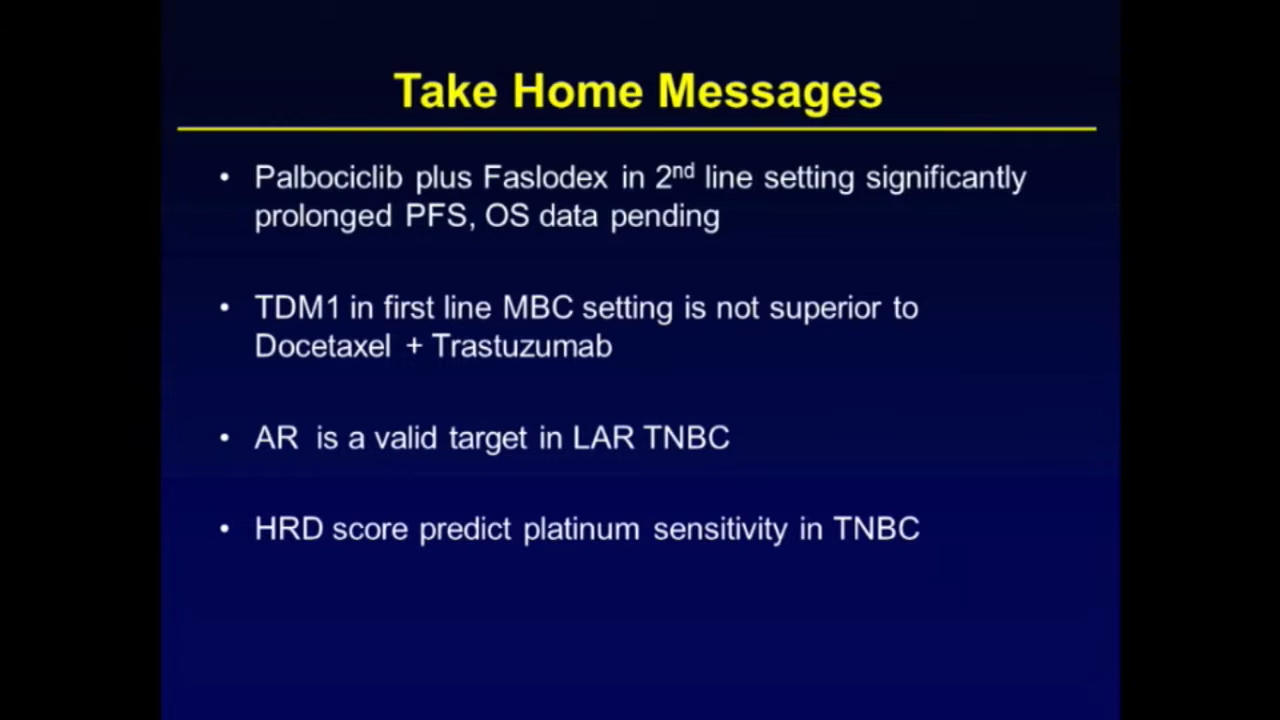 Take Home Messages
• Palbociclib plus Faslodex in 2nd line setting significantly
prolonged PFS, OS data pending
• TDM1 in first line MBC setting is not superior to
Docetaxel + Trastuzumab
• AR is a valid target in LAR TNBC
• HRD score predict platinum sensitivity in TNBC